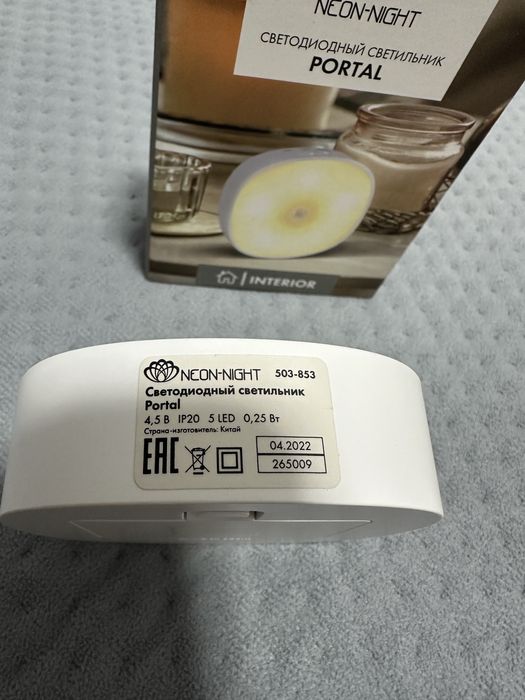 NEON-NIGHT
СВЕТОДИОДНЫЙ СВЕТИЛЬНИК
PORTAL
INTERIOR
NEON-NIGHT 503-853
Светодиодный светильник
Portal
4,5 В IP20 5 LED 0,25 Вт
Страна-изготовитель: Китай
EAC
04.2022
265009